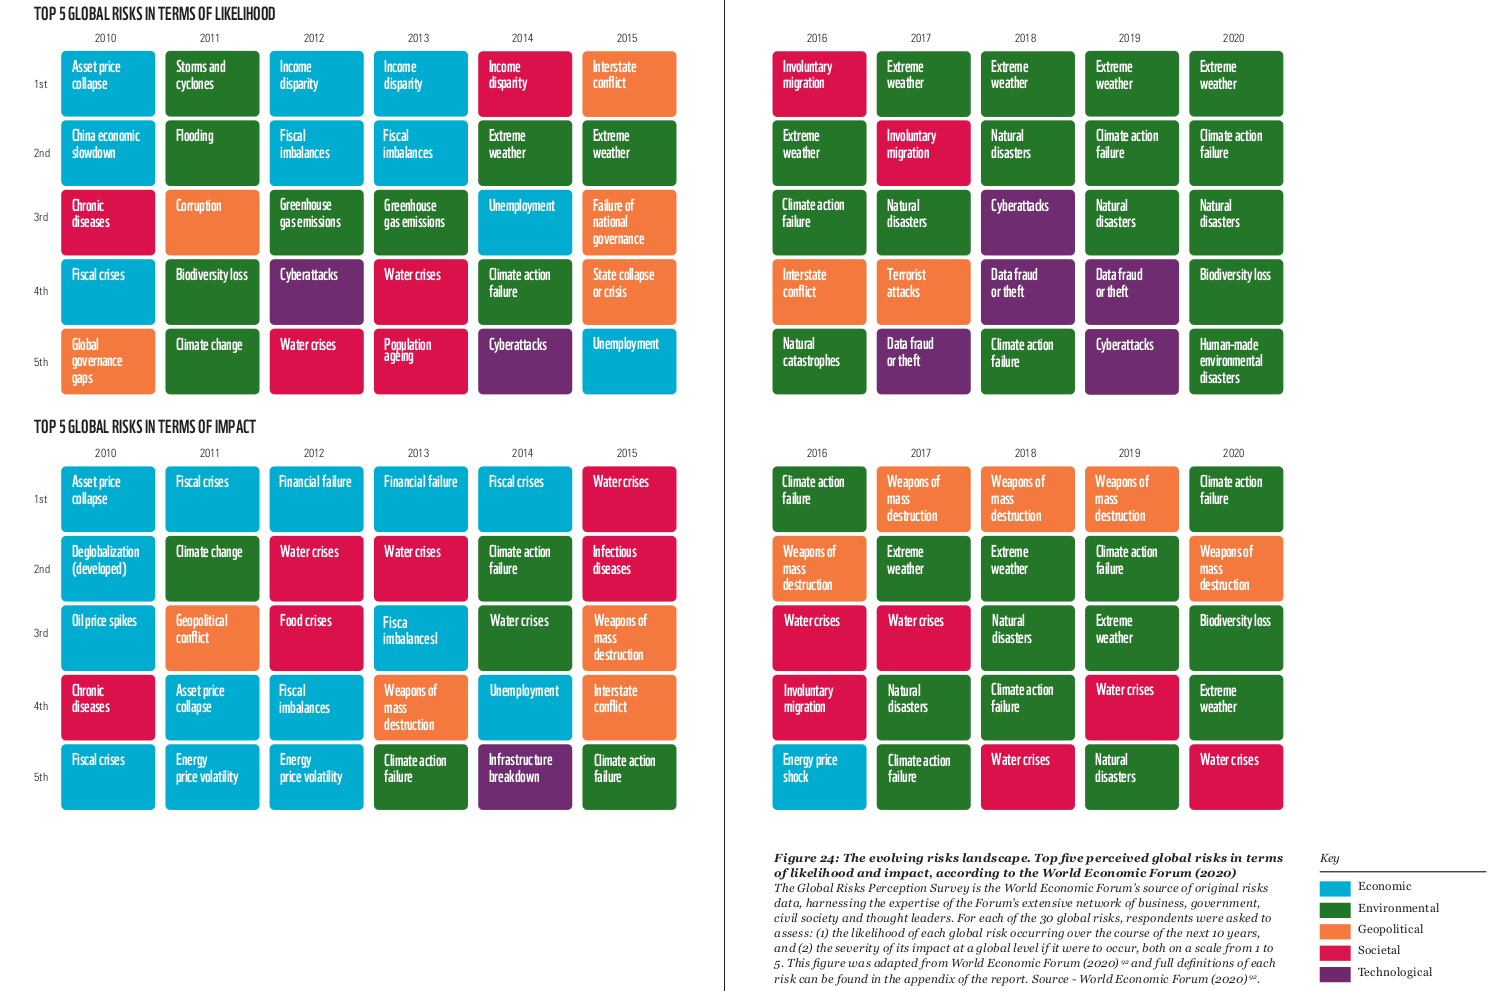 TOP 5 GLOBAL RISKS IN TERMS OF LIKELIHOOD
2010 2011 2012 2013 2014 2015 2016 2017 2018 2019 2020
1st
Asset price
collapse
Storms and
cyclones
Income
disparity
Income
disparity
Income
disparity
Interstate
conflict
Involuntary
migration
Extreme
weather
Extreme
weather
Extreme
weather
Extreme
weather
2nd
China economic
slowdown
Flooding
Fiscal
imbalances
Fiscal
imbalances
Extreme
weather
Extreme
weather
Extreme
weather
Involuntary
migration
Natural
disasters
Climate action
failure
Climate action
failure
3rd
Chronic
diseases
Corruption
Greenhouse
gas emissions
Greenhouse
gas emissions
Unemployment
Failure of
national
governance
Climate action
failure
Natural
disasters
Cyberattacks
Natural
disasters
Natural
disasters
4th
Fiscal crises
Biodiversity loss
Cyberattacks
Water crises
Climate action
failure
State collapse
or crisis
Interstate
conflict
Terrorist
attacks
Data fraud
or theft
Data fraud
or theft
Biodiversity loss
5th
Global
governance
gaps
Climate change
Water crises
Population
ageing
Cyberattacks
Unemployment
Natural
catastrophes
Data fraud
or theft
Climate action
failure
Cyberattacks
Human-made
environmental
disasters
TOP 5 GLOBAL RISKS IN TERMS OF IMPACT
2010 2011 2012 2013 2014 2015 2016 2017 2018 2019 2020
1st
Asset price
collapse
Fiscal crises
Financial failure
Financial failure
Fiscal crises
Water crises
Climate action
failure
Weapons of
mass
destruction
Weapons of
mass
destruction
Weapons of
mass
destruction
Climate action
failure
2nd
Deglobalization
(developed)
Climate change
Water crises
Water crises
Climate action
failure
Infectious
diseases
Weapons of
mass
destruction
Extreme
weather
Extreme
weather
Climate action
failure
Weapons of
mass
destruction
3rd
Oil price spikes
Geopolitical
conflict
Food crises
Fisca
imbalancesl
Water crises
Weapons of
mass
destruction
Water crises
Water crises
Natural
disasters
Extreme
weather
Biodiversity loss
4th
Chronic
diseases
Asset price
collapse
Fiscal
imbalances
Weapons of
mass
destruction
Unemployment
Interstate
conflict
Involuntary
migration
Natural
disasters
Climate action
failure
Water crises
Extreme
weather
5th
Fiscal crises
Energy
price volatility
Energy
price volatility
Climate action
failure
Infrastructure
breakdown
Climate action
failure
Energy price
shock
Climate action
failure
Water crises
Natural
disasters
Water crises
Figure 24: The evolving risks landscape. Top five perceived global risks in terms
of likelihood and impact, according to the World Economic Forum (2020)
The Global Risks Perception Survey is the World Economic Forum's source of original risks
data, harnessing the expertise of the Forum's extensive network of business, government,
civil society and thought leaders. For each of the 30 global risks, respondents were asked to
assess: (1) the likelihood of each global risk occurring over the course of the next 10 years,
and (2) the severity of its impact at a global level if it were to occur, both on a scale from 1 to
5. This figure was adapted from World Economic Forum (2020) 92 and full definitions of each
risk can be found in the appendix of the report. Source - World Economic Forum (2020)92.
Key
Economic
Environmental
Geopolitical
Societal
Technological